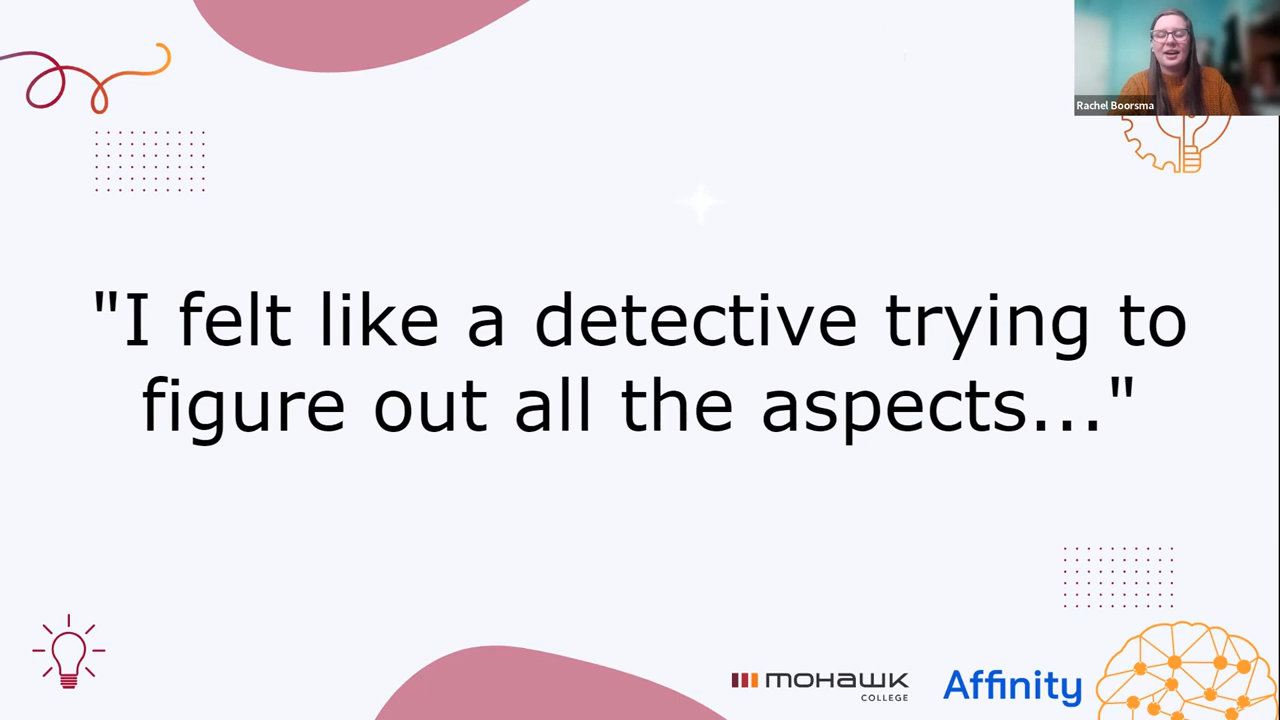 Rachel Boorsma
"I felt like a detective trying to
figure out all the aspects..."
mohawk
COLLEGE
Affinity